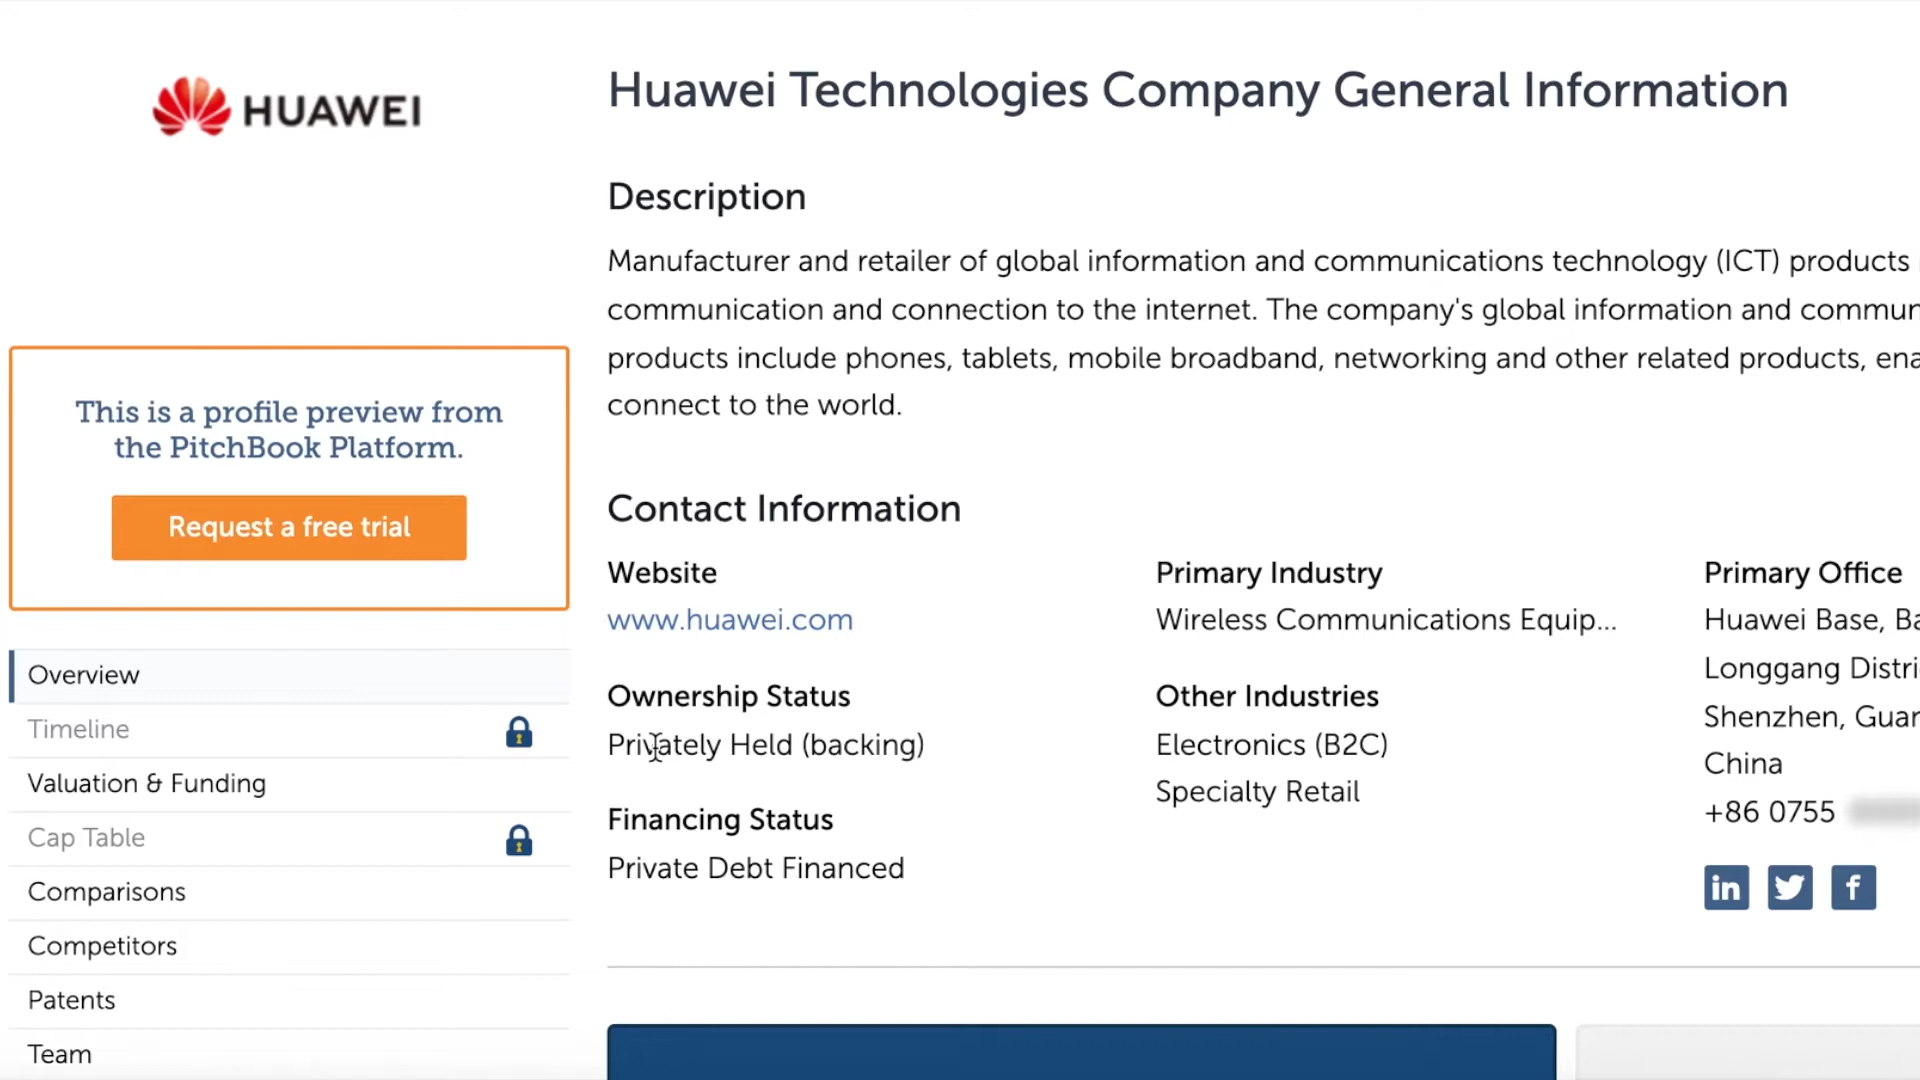 HUAWEI
Huawei Technologies Company General Information
Description
Manufacturer and retailer of global information and communications technology (ICT) products
communication and connection to the internet. The company's global information and commun
products include phones, tablets, mobile broadband, networking and other related products, ena
connect to the world.
This is a profile preview from
the PitchBook Platform.
Request a free trial
Contact Information
Website
www.huawei.com
Primary Industry
Wireless Communications Equip...
Primary Office
Huawei Base, Ba
Longgang Distri
Shenzhen, Guan
China
+86 0755
Ownership Status
Privately Held (backing)
Other Industries
Electronics (B2C)
Specialty Retail
Financing Status
Private Debt Financed
in
f
Overview
Timeline
Valuation & Funding
Cap Table
Comparisons
Competitors
Patents
Team